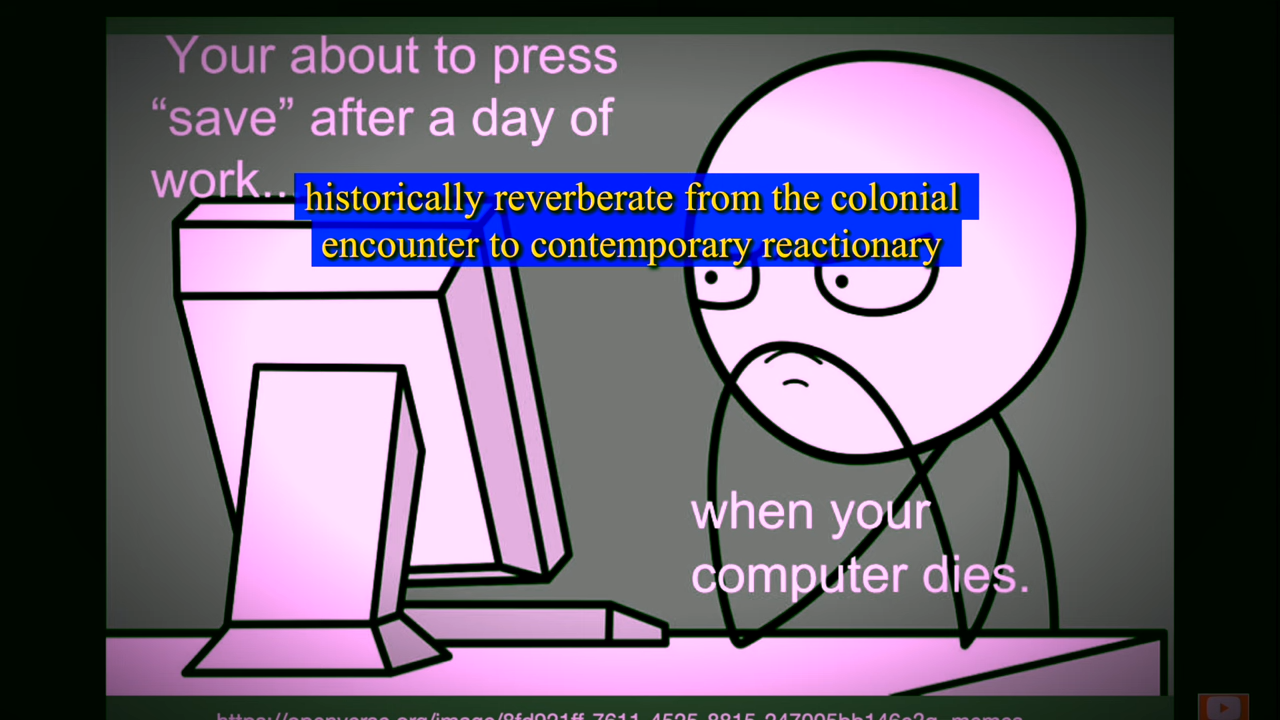 Your about to press
“save” after a day of
work...
historically reverberate from the colonial
encounter to contemporary reactionary
when your
computer dies.